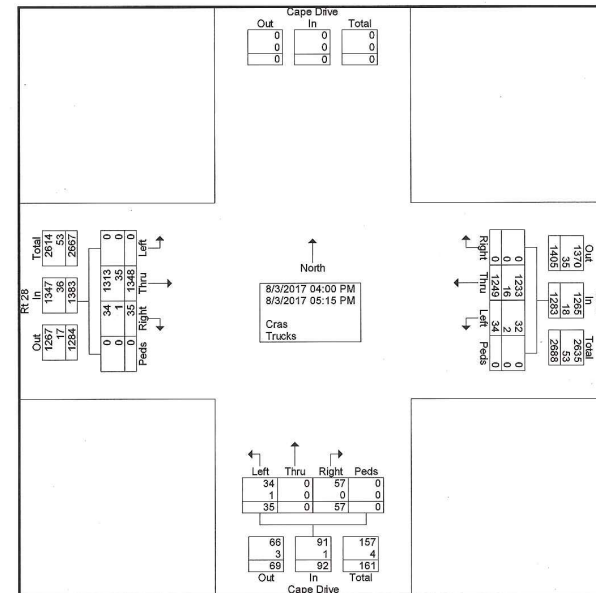 Cape Drive
Out In Total
0 0 0
0 0 0
0 0 0
Rt 28
Out In Total
1267 1347 2614
17 36 53
1284 1383 2667
0 1313 34 0
0 35 1 0
0 1348 35 0
Left Thru Right Peds
North
8/3/2017 04:00 PM
8/3/2017 05:15 PM
Cras
Trucks
Right Thru Left Peds
0 1233 32 0
0 16 2 0
0 1249 34 0
Out In Total
1370 1265 2635
35 18 53
1405 1283 2688
Left Thru Right Peds
34 0 57 0
1 0 0 0
35 0 57 0
66 91 157
3 1 4
69 92 161
Out In Total
Cape Drive